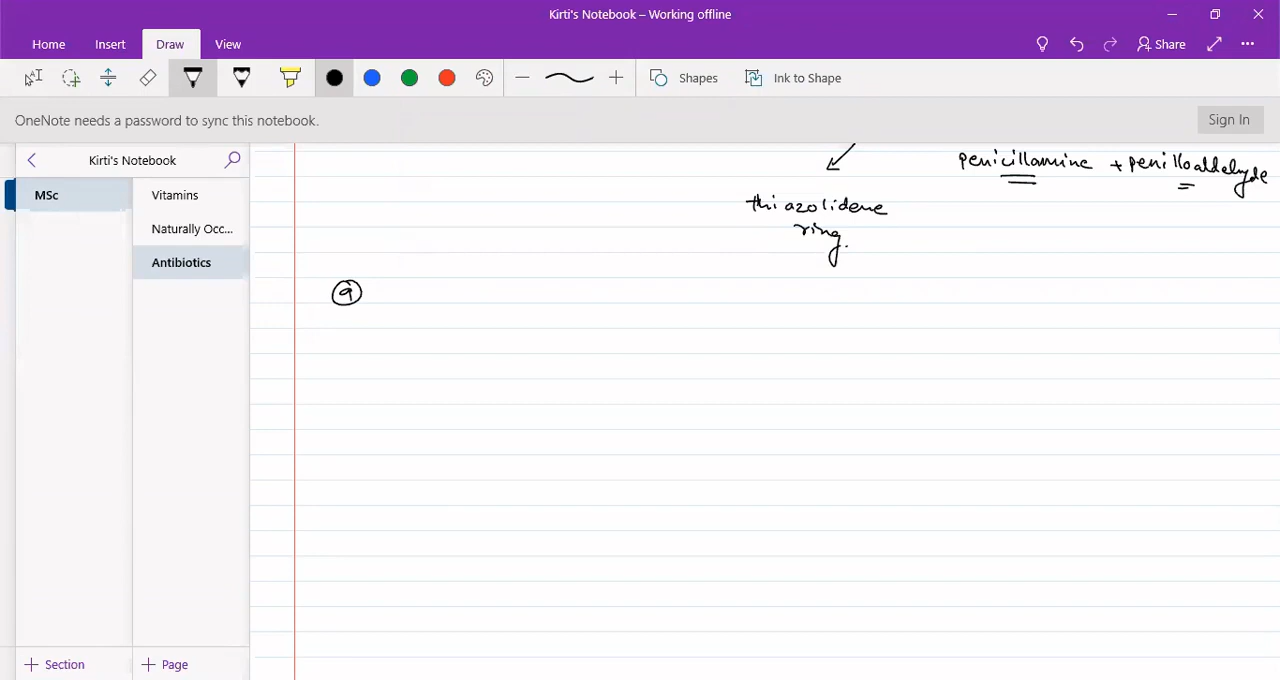 Kirti's Notebook – Working offline
Home Insert Draw View
Share
Shapes Ink to Shape
OneNote needs a password to sync this notebook.
Sign In
Kirti's Notebook
MSc
Vitamins
Naturally Occ...
Antibiotics
penicillamine + penilloaldehyde
thiazolidene
ring.
9
+ Section
+ Page